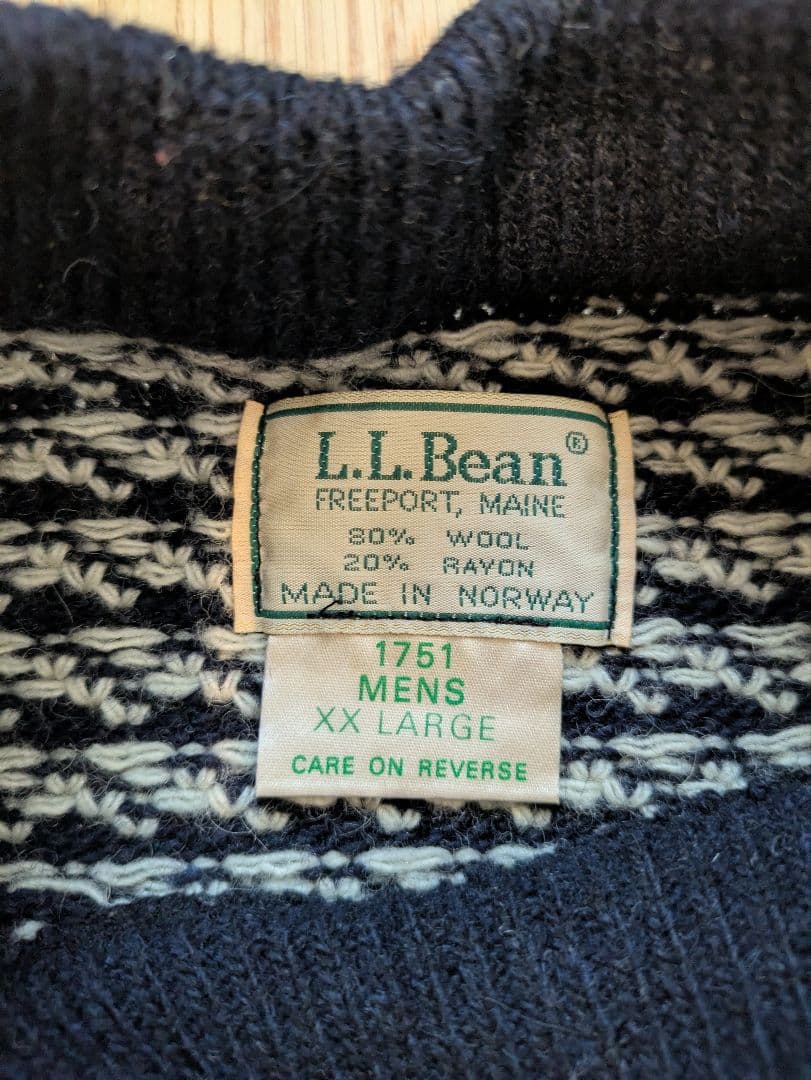 L.L.Bean®
FREEPORT, MAINE
80% WOOL
20% RAYON
MADE IN NORWAY
1751
MENS
XX LARGE
CARE ON REVERSE